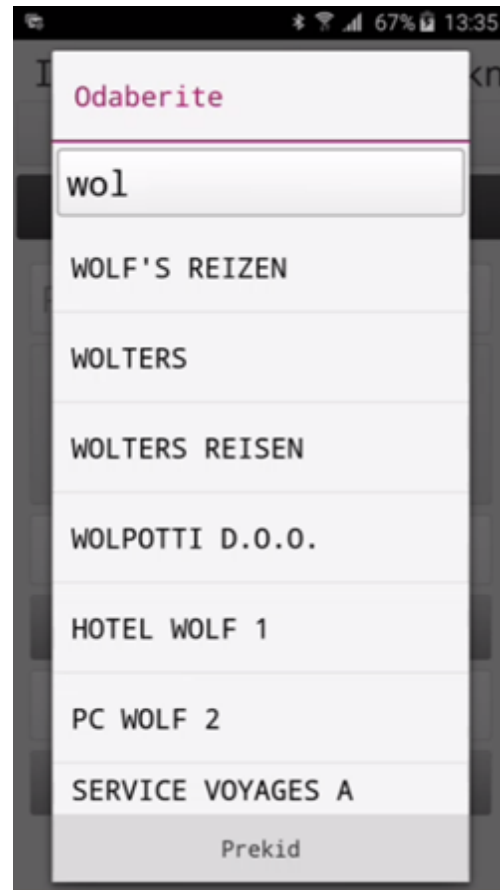 67% 13:35
Odaberite
wol
WOLF'S REIZEN
WOLTERS
WOLTERS REISEN
WOLPOTTI D.O.O.
HOTEL WOLF 1
PC WOLF 2
SERVICE VOYAGES A
Prekid